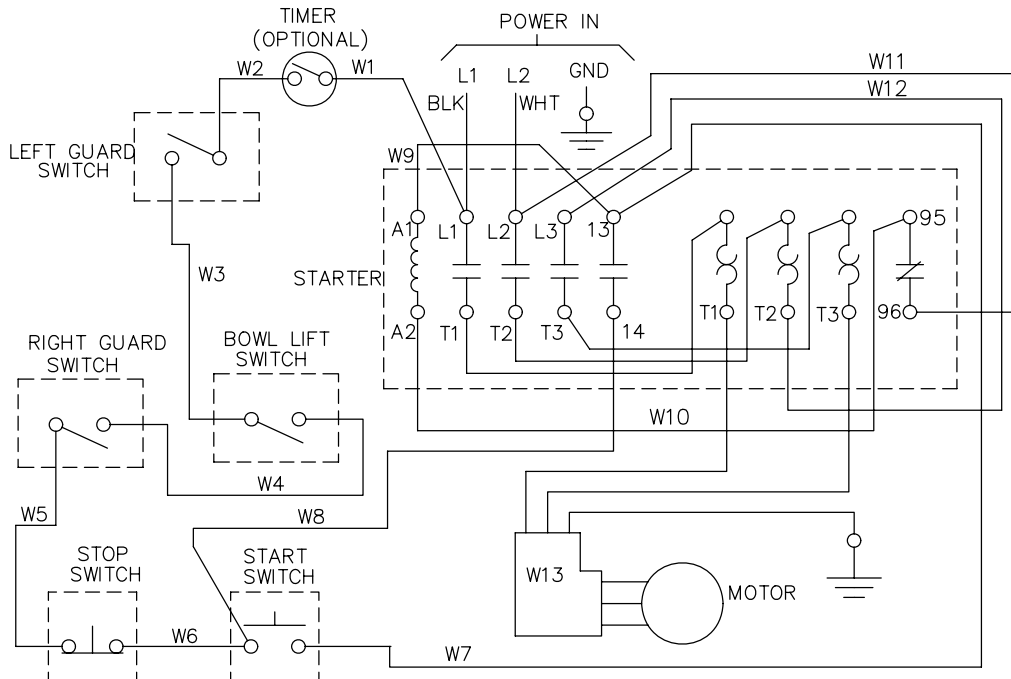 TIMER
(OPTIONAL)
POWER IN
W2
W1
L1
L2
GND
BLK
WHT
W11
W12
LEFT GUARD
SWITCH
W9
A1
L1
L2
L3
13
95
W3
STARTER
A2
T1
T2
T3
14
T1
T2
T3
96
RIGHT GUARD
SWITCH
BOWL LIFT
SWITCH
W10
W4
W5
W8
STOP
SWITCH
START
SWITCH
W13
MOTOR
W6
W7